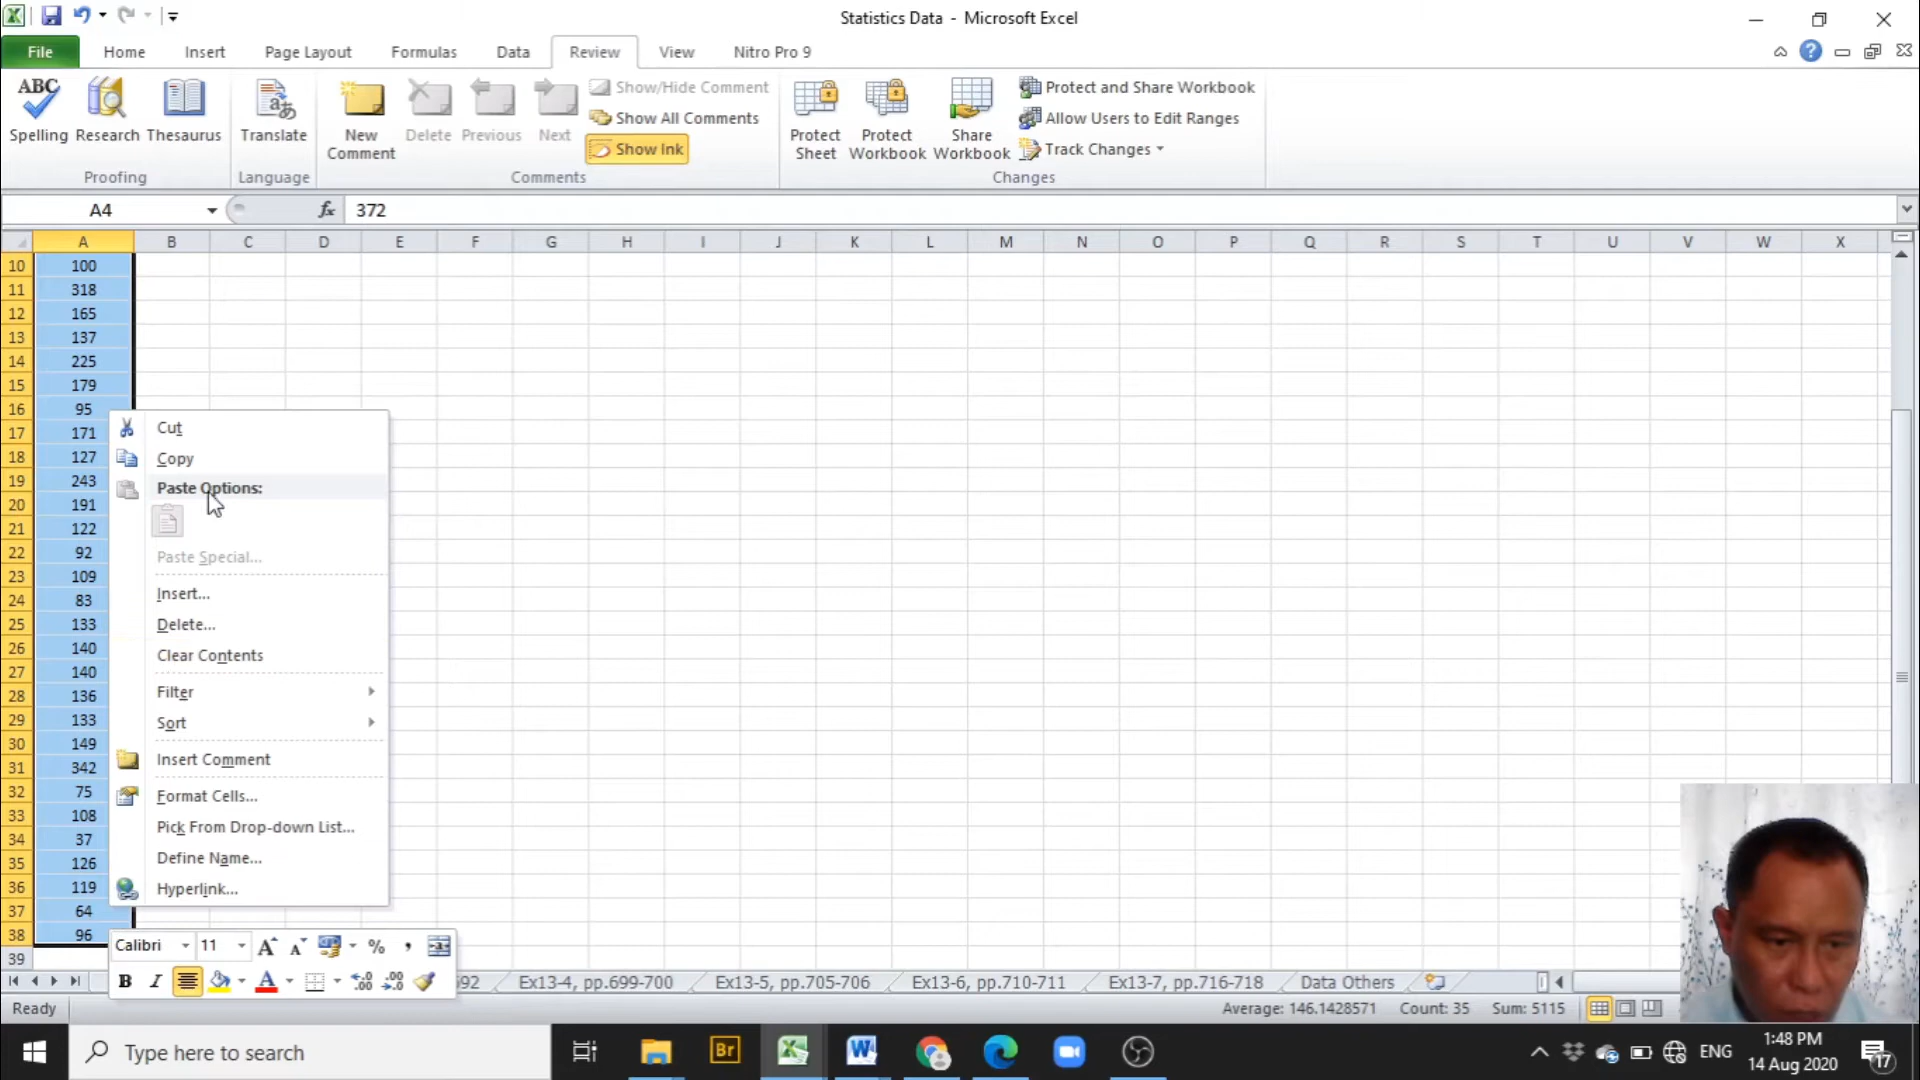 Statistics Data - Microsoft Excel
File Home Insert Page Layout Formulas Data Review View Nitro Pro 9
ABC
Spelling Research Thesaurus
Proofing
Translate
Language
New Comment
Delete Previous Next
Show/Hide Comment
Show All Comments
Show Ink
Comments
Protect Sheet
Protect Workbook
Share Workbook
Protect and Share Workbook
Allow Users to Edit Ranges
Track Changes
Changes
A4 fx 372
A B C D E F G H I J K L M N O P Q R S T U V W X
10 100
11 318
12 165
13 137
14 225
15 179
16 95
17 171
18 127
19 243
20 191
21 122
22 92
23 109
24 83
25 133
26 140
27 140
28 136
29 133
30 149
31 342
32 75
33 108
34 37
35 126
36 119
37 64
38 96
39
Cut
Copy
Paste Options:
Paste Special...
Insert...
Delete...
Clear Contents
Filter
Sort
Insert Comment
Format Cells...
Pick From Drop-down List...
Define Name...
Hyperlink...
Calibri 11 A A % ,
B I A .00 .00
692 Ex13-4, pp.699-700 Ex13-5, pp.705-706 Ex13-6, pp.710-711 Ex13-7, pp.716-718 Data Others
Ready Average: 146.1428571 Count: 35 Sum: 5115
Type here to search
Br
ENG
1:48 PM
14 Aug 2020
17